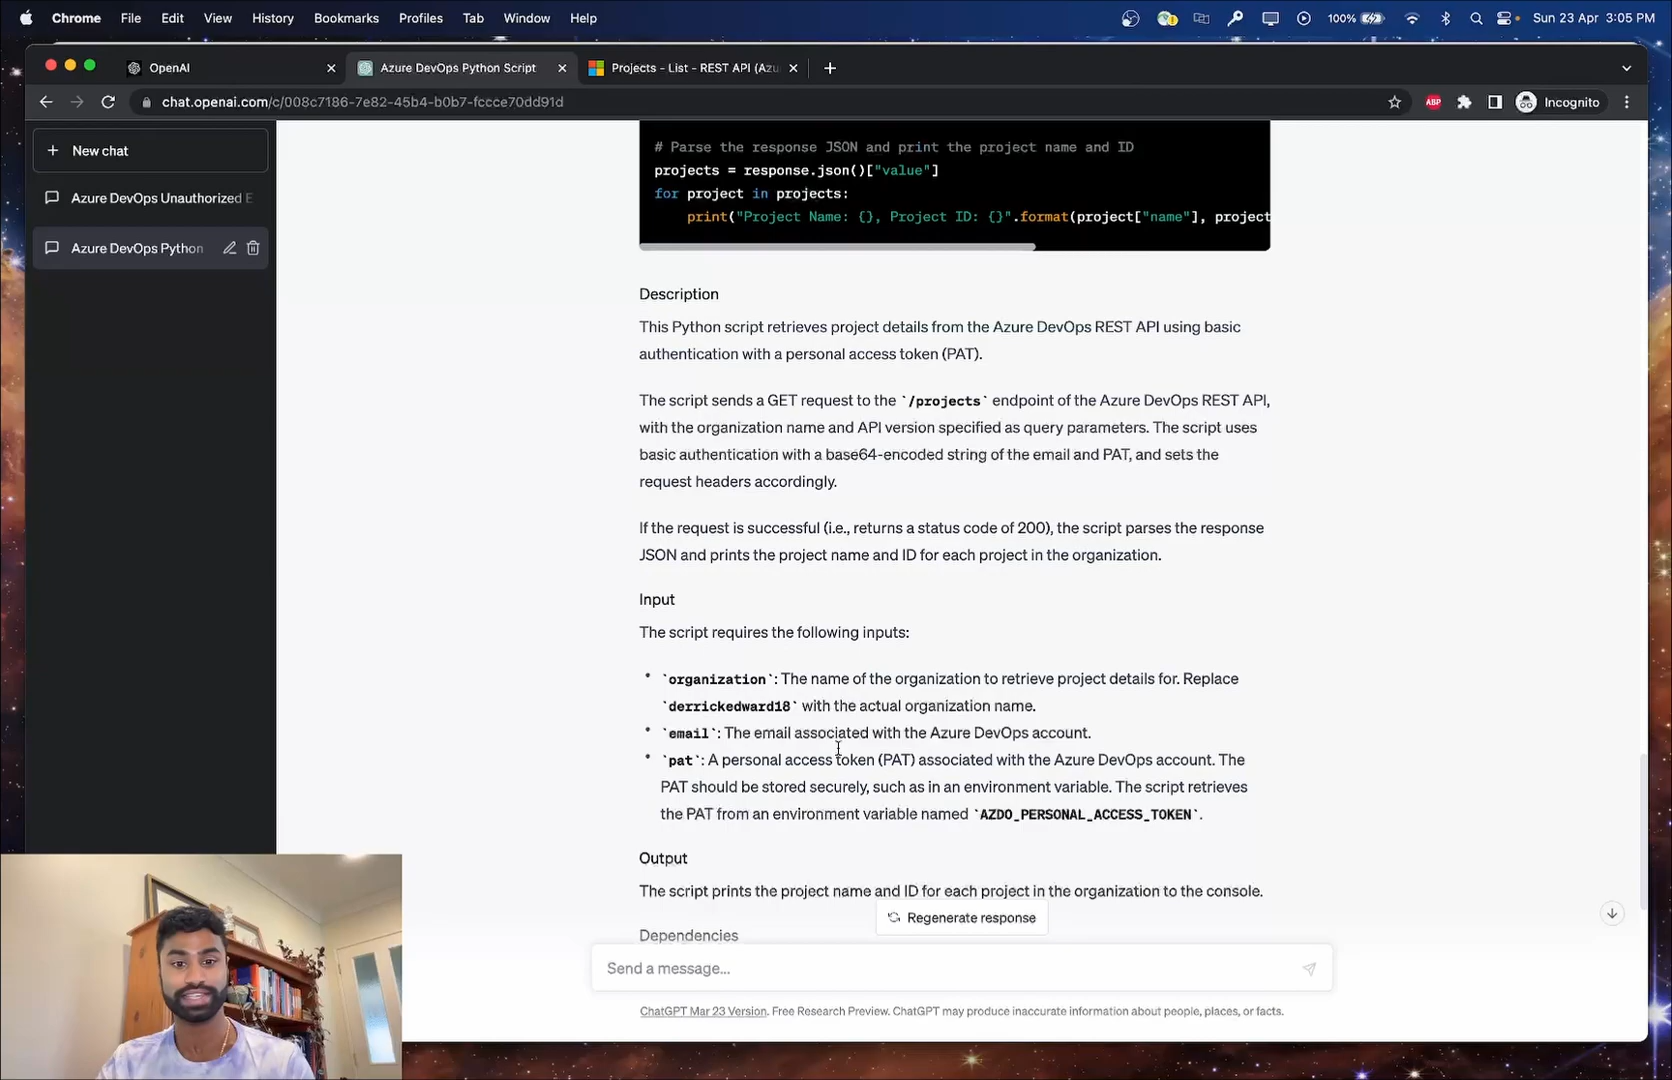 Chrome File Edit View History Bookmarks Profiles Tab Window Help 100% Sun 23 Apr 3:05 PM
OpenAI Azure DevOps Python Script Projects - List - REST API (Azu
chat.openai.com/c/008c7186-7e82-45b4-b0b7-fccce70dd91d ABP Incognito
New chat
Azure DevOps Unauthorized E
Azure DevOps Python
# Parse the response JSON and print the project name and ID
projects = response.json()["value"]
for project in projects:
print("Project Name: {}, Project ID: {}".format(project["name"], project
Description
This Python script retrieves project details from the Azure DevOps REST API using basic
authentication with a personal access token (PAT).
The script sends a GET request to the `/projects` endpoint of the Azure DevOps REST API,
with the organization name and API version specified as query parameters. The script uses
basic authentication with a base64-encoded string of the email and PAT, and sets the
request headers accordingly.
If the request is successful (i.e., returns a status code of 200), the script parses the response
JSON and prints the project name and ID for each project in the organization.
Input
The script requires the following inputs:
• `organization`: The name of the organization to retrieve project details for. Replace
`derrickedward18` with the actual organization name.
• `email`: The email associated with the Azure DevOps account.
• `pat`: A personal access token (PAT) associated with the Azure DevOps account. The
PAT should be stored securely, such as in an environment variable. The script retrieves
the PAT from an environment variable named `AZDO_PERSONAL_ACCESS_TOKEN`.
Output
The script prints the project name and ID for each project in the organization to the console.
Regenerate response
Dependencies
Send a message...
ChatGPT Mar 23 Version. Free Research Preview. ChatGPT may produce inaccurate information about people, places, or facts.